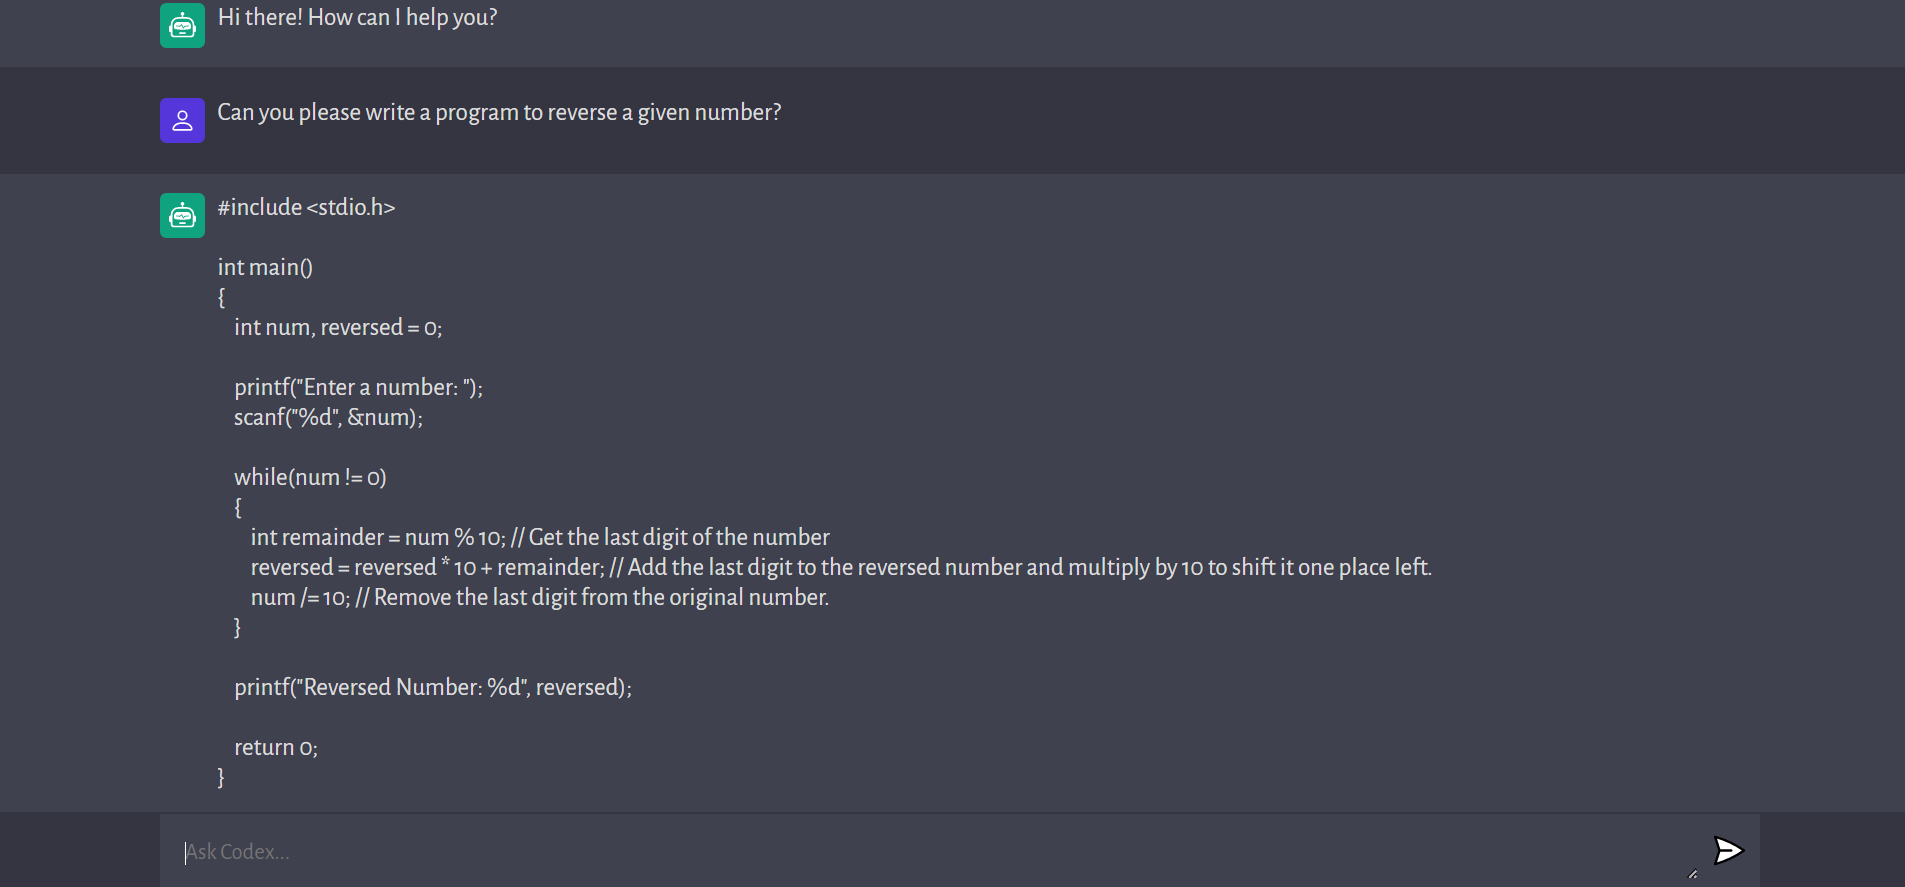 Hi there! How can I help you?
Can you please write a program to reverse a given number?
#include <stdio.h>
int main()
{
int num, reversed = 0;
printf("Enter a number: ");
scanf("%d", &num);
while(num != 0)
{
int remainder = num % 10; // Get the last digit of the number
reversed = reversed * 10 + remainder; // Add the last digit to the reversed number and multiply by 10 to shift it one place left.
num /= 10; // Remove the last digit from the original number.
}
printf("Reversed Number: %d", reversed);
return 0;
}
Ask Codex...